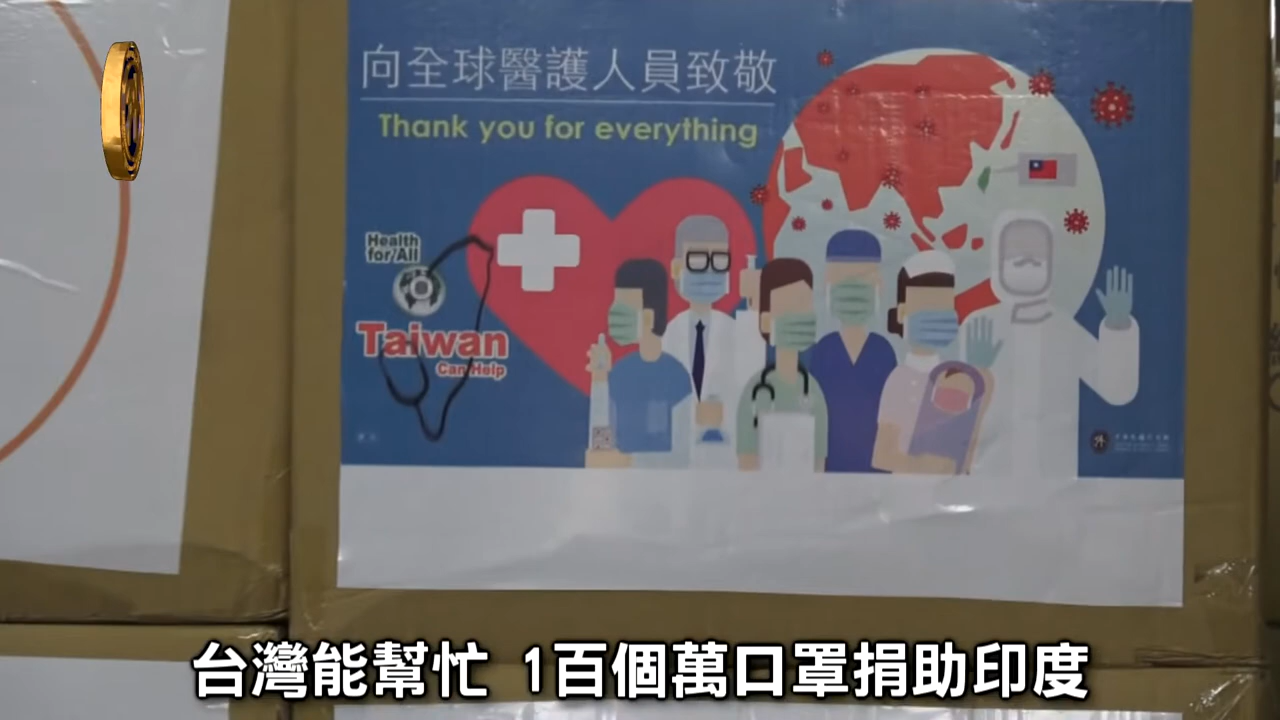 向全球醫護人員致敬
Thank you for everything
Health
for All
Taiwan
Can Help
台灣能幫忙 1百個萬口罩捐助印度